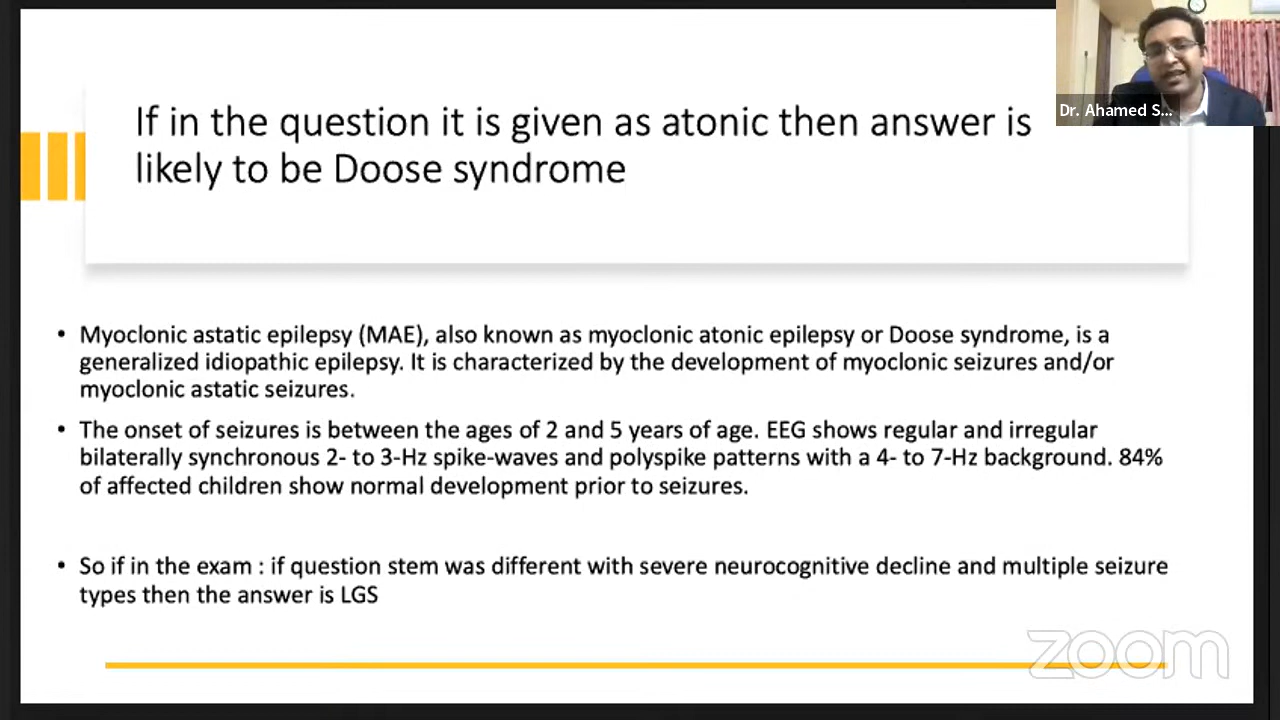 If in the question it is given as atonic then answer is
likely to be Doose syndrome
Dr. Ahamed S...
• Myoclonic astatic epilepsy (MAE), also known as myoclonic atonic epilepsy or Doose syndrome, is a
generalized idiopathic epilepsy. It is characterized by the development of myoclonic seizures and/or
myoclonic astatic seizures.
• The onset of seizures is between the ages of 2 and 5 years of age. EEG shows regular and irregular
bilaterally synchronous 2- to 3-Hz spike-waves and polyspike patterns with a 4- to 7-Hz background. 84%
of affected children show normal development prior to seizures.
• So if in the exam : if question stem was different with severe neurocognitive decline and multiple seizure
types then the answer is LGS
zoom